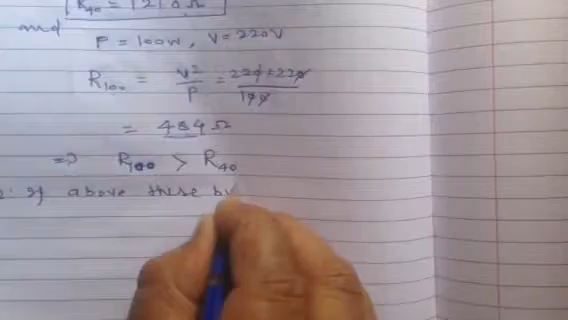 R₄₀ = 1210 Ω
and
P = 100W, V = 220V
R₁₀₀ = V²/P = 220×220/100
= 484 Ω
⇒ R₁₀₀ > R₄₀
If above these